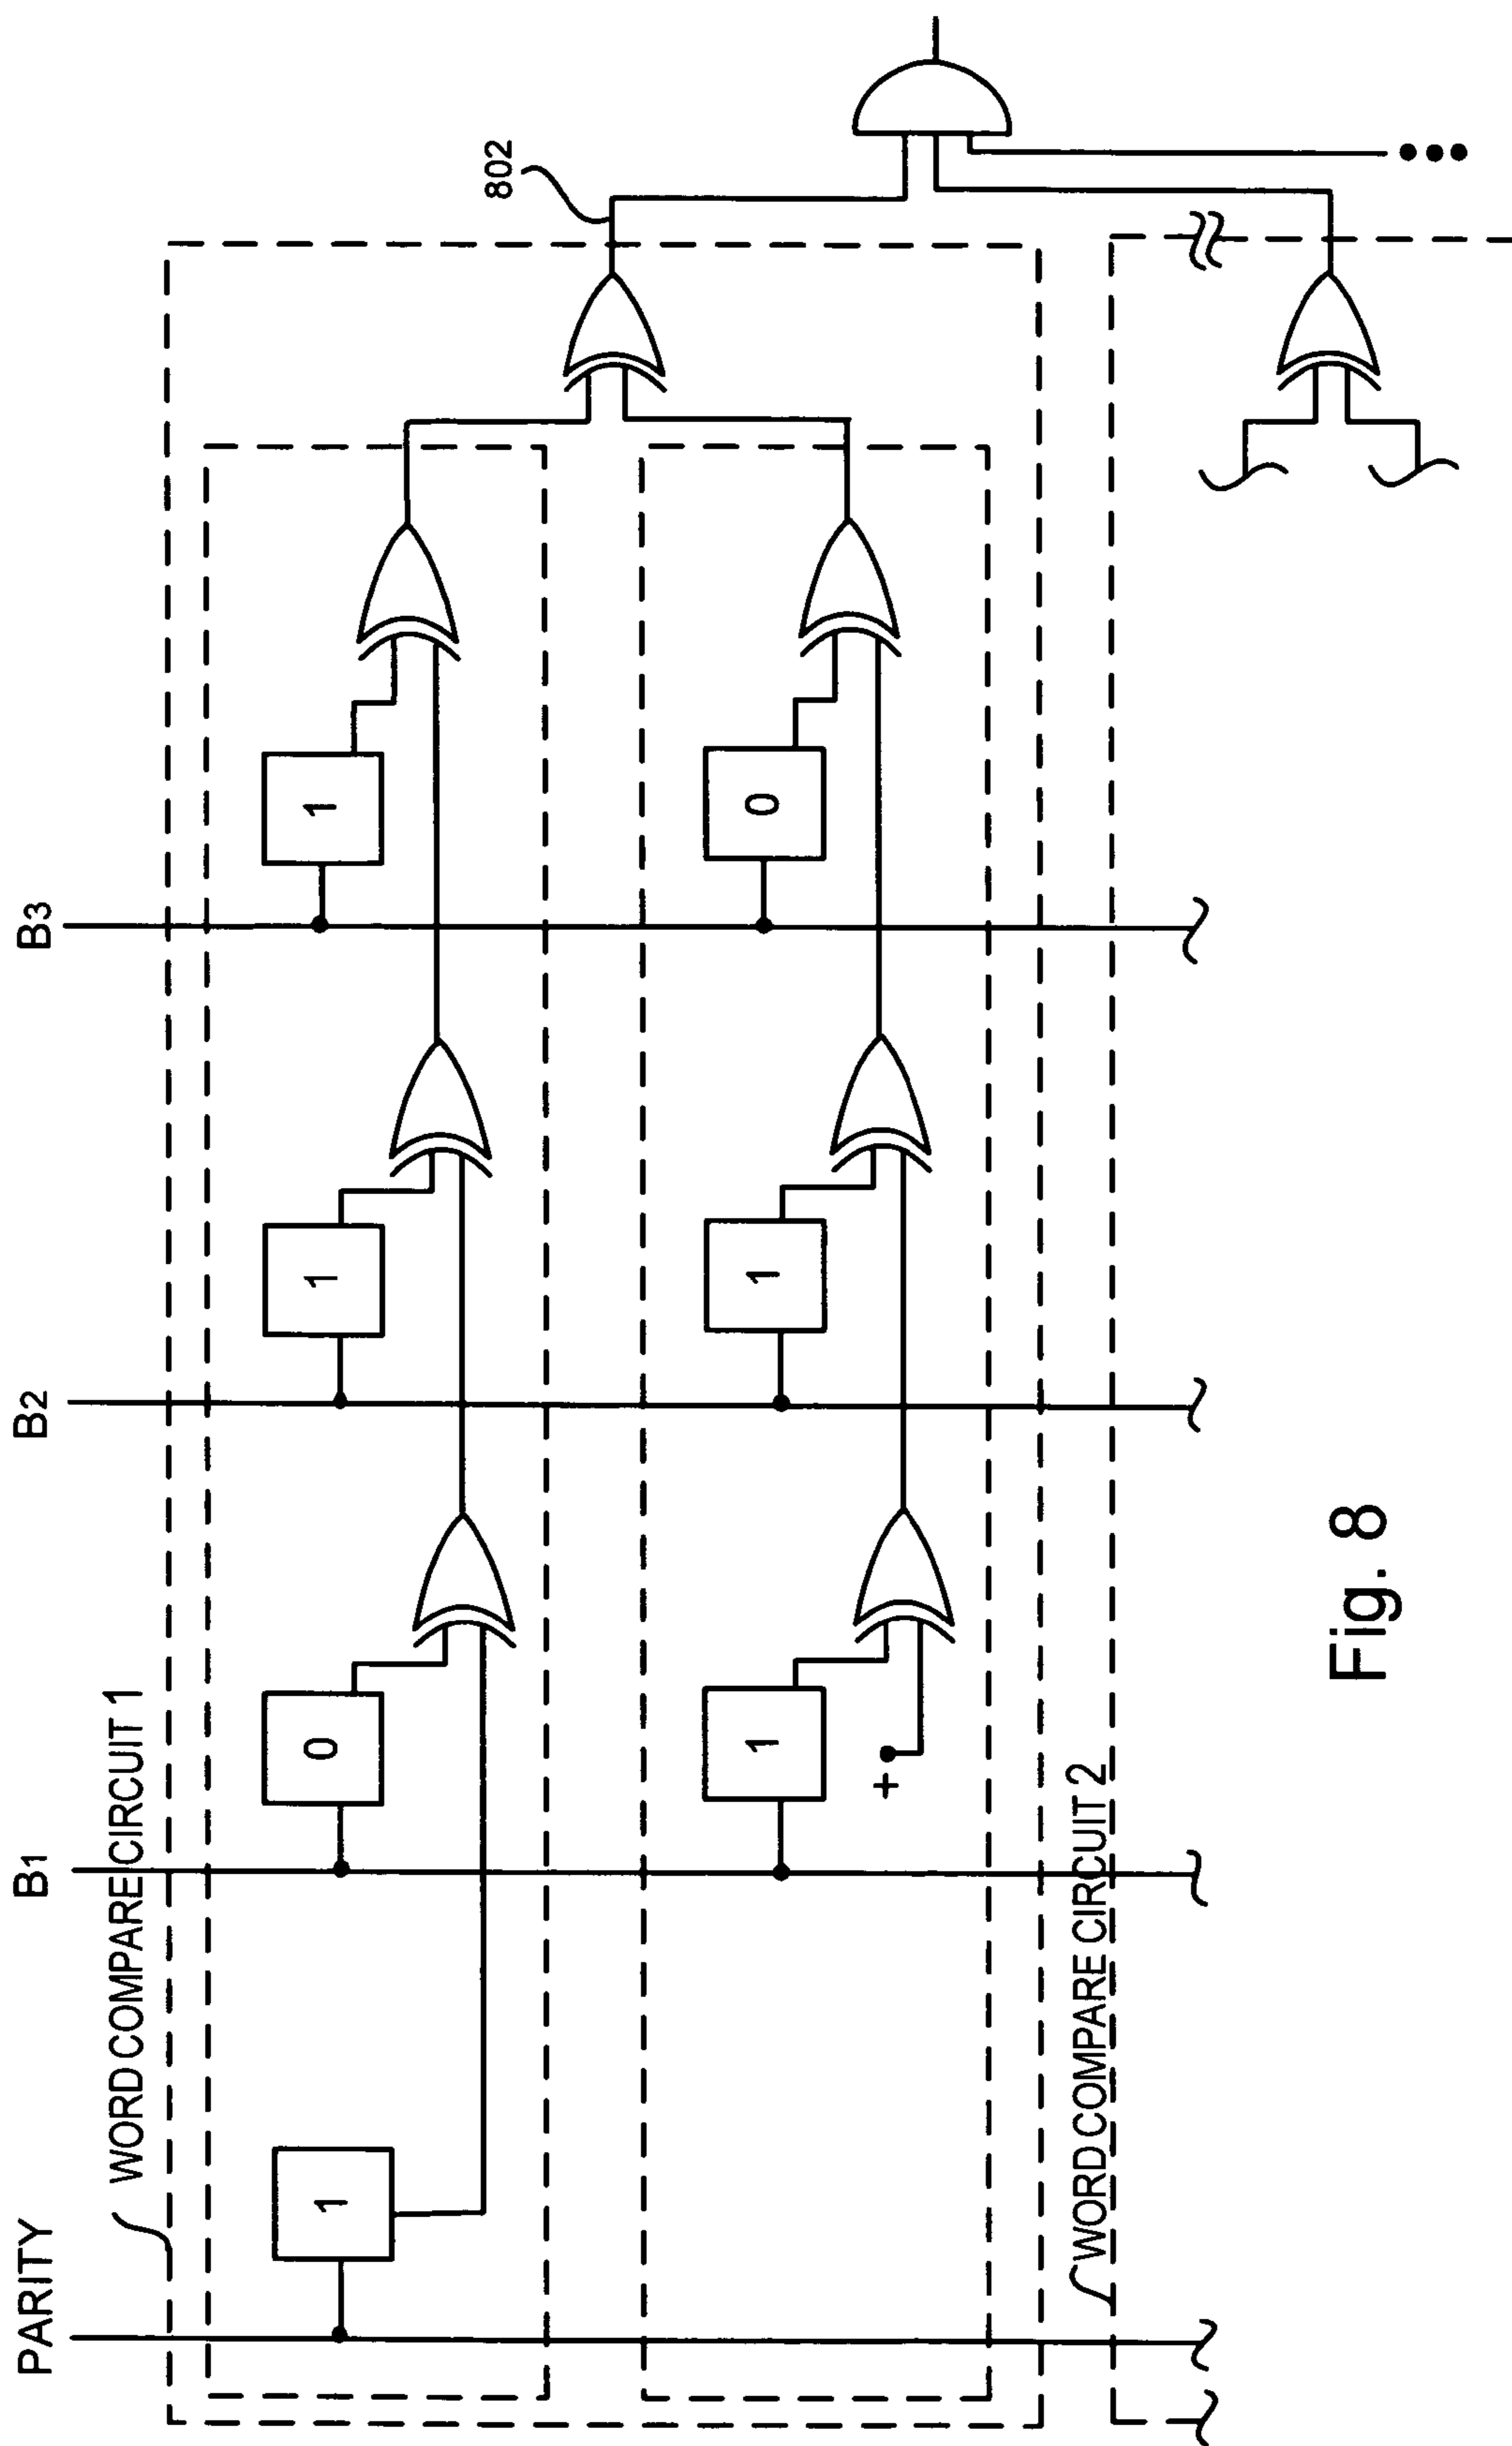 PARITY
B1
B2
B3
WORD COMPARE CIRCUIT 1
1
0
1
1
802
1
1
0
+
WORD COMPARE CIRCUIT 2
Fig. 8